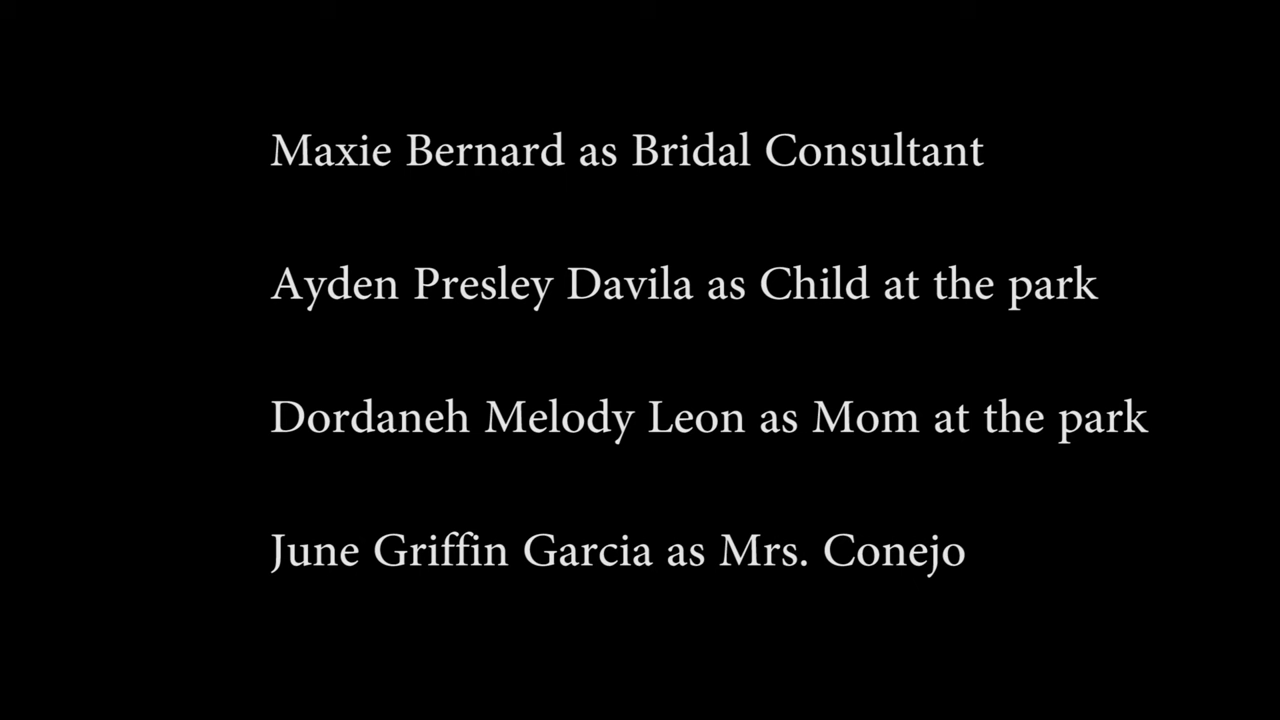 Maxie Bernard as Bridal Consultant
Ayden Presley Davila as Child at the park
Dordaneh Melody Leon as Mom at the park
June Griffin Garcia as Mrs. Conejo